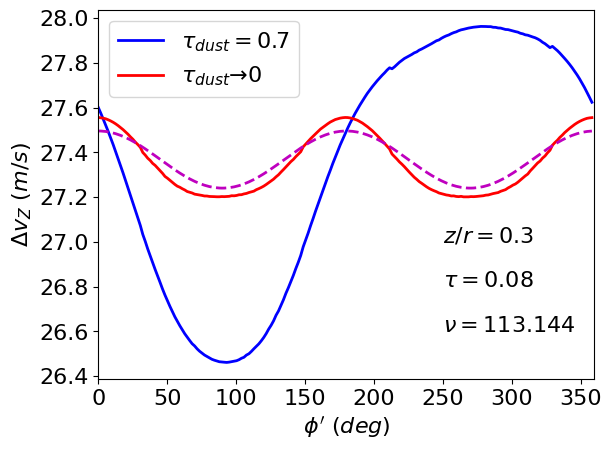 28.0
27.8
27.6
27.4
27.2
27.0
26.8
26.6
26.4
Δv_Z (m/s)
τ_dust = 0.7
τ_dust→0
z/r = 0.3
τ = 0.08
ν = 113.144
0 50 100 150 200 250 300 350
ϕ′ (deg)